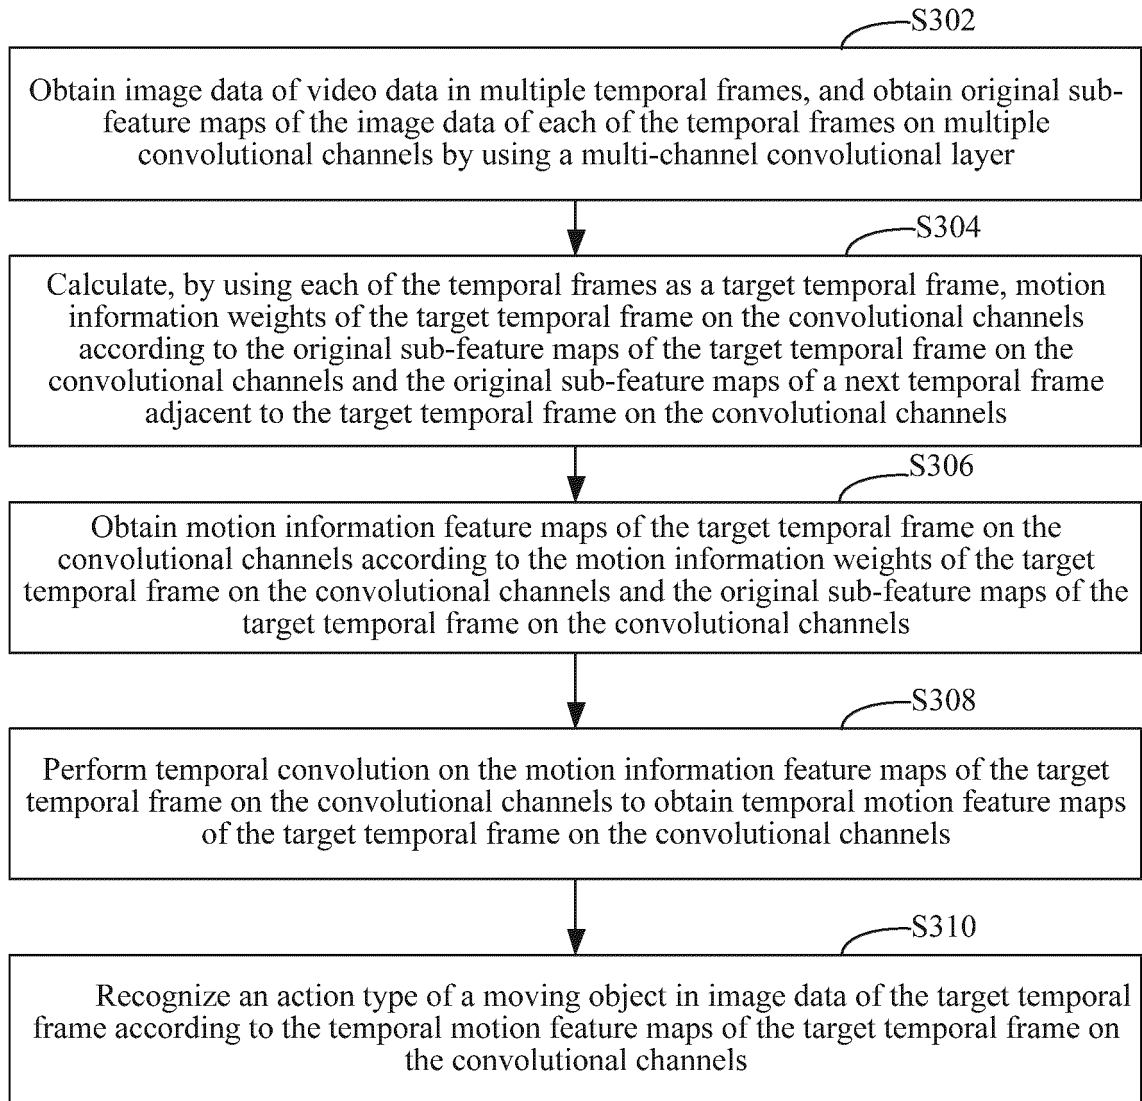 S302
Obtain image data of video data in multiple temporal frames, and obtain original sub-
feature maps of the image data of each of the temporal frames on multiple
convolutional channels by using a multi-channel convolutional layer
S304
Calculate, by using each of the temporal frames as a target temporal frame, motion
information weights of the target temporal frame on the convolutional channels
according to the original sub-feature maps of the target temporal frame on the
convolutional channels and the original sub-feature maps of a next temporal frame
adjacent to the target temporal frame on the convolutional channels
S306
Obtain motion information feature maps of the target temporal frame on the
convolutional channels according to the motion information weights of the target
temporal frame on the convolutional channels and the original sub-feature maps of the
target temporal frame on the convolutional channels
S308
Perform temporal convolution on the motion information feature maps of the target
temporal frame on the convolutional channels to obtain temporal motion feature maps
of the target temporal frame on the convolutional channels
S310
Recognize an action type of a moving object in image data of the target temporal
frame according to the temporal motion feature maps of the target temporal frame on
the convolutional channels